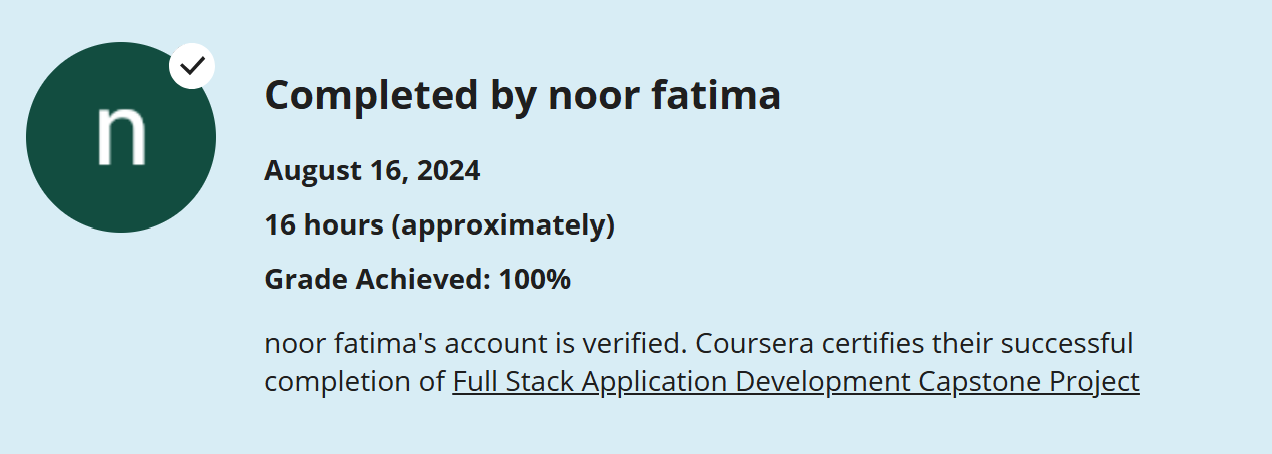 n
Completed by noor fatima
August 16, 2024
16 hours (approximately)
Grade Achieved: 100%
noor fatima's account is verified. Coursera certifies their successful
completion of Full Stack Application Development Capstone Project